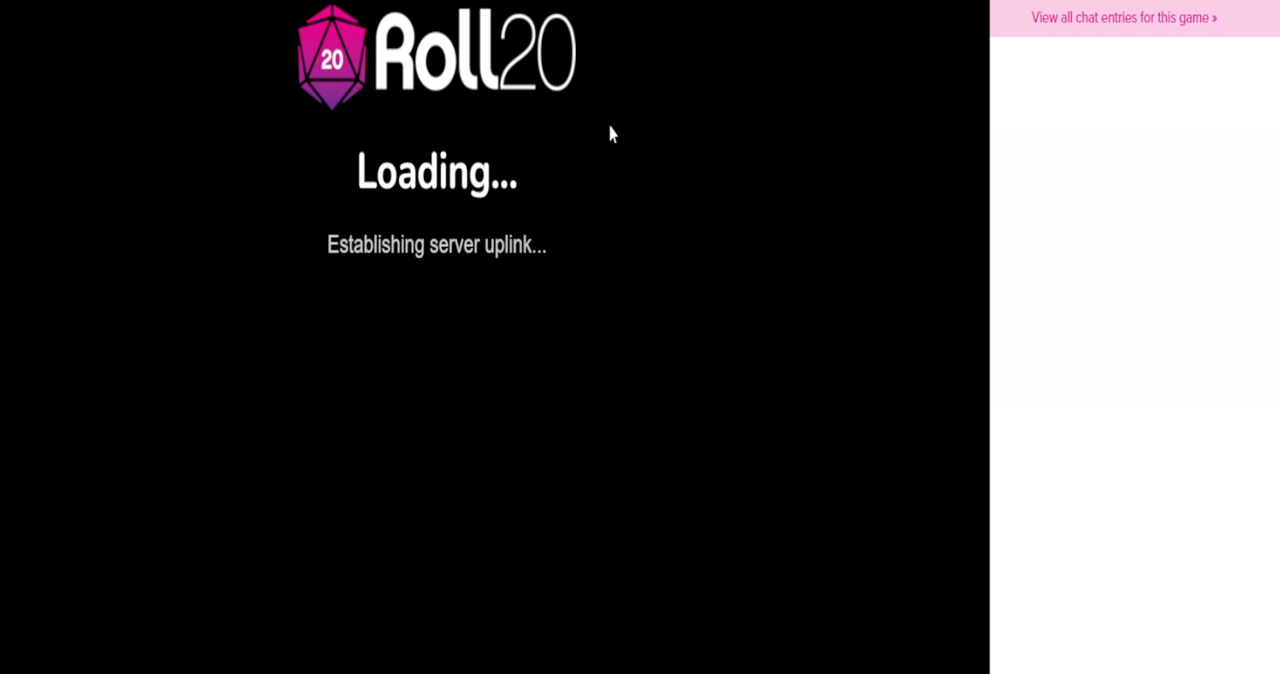 20 Roll20
View all chat entries for this game »
Loading...
Establishing server uplink...